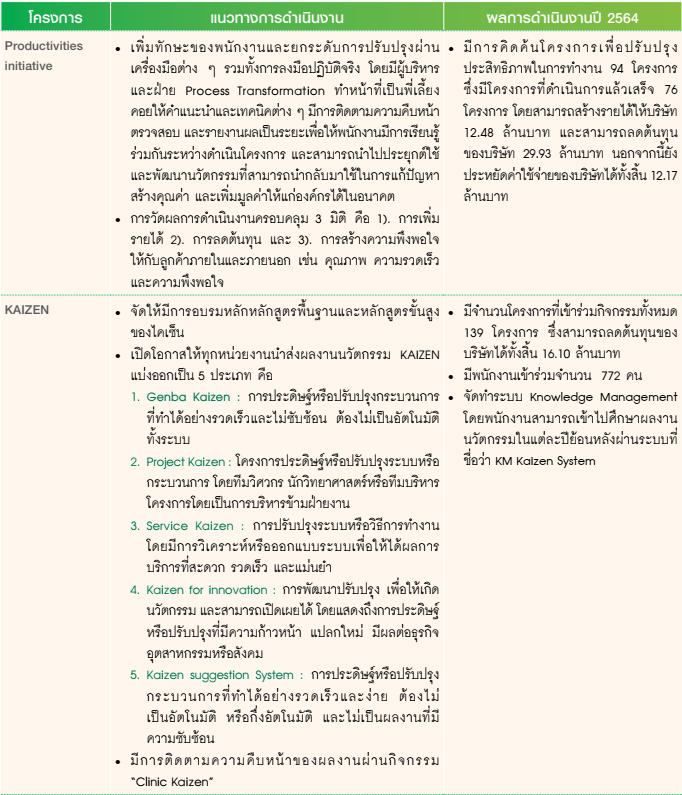 โครงการ
แนวทางการดำเนินงาน
ผลการดำเนินงานปี 2564
Productivities
initiative
• เพิ่มทักษะของพนักงานและยกระดับการปรับปรุงผ่าน
เครื่องมือต่าง ๆ รวมทั้งการลงมือปฏิบัติจริง โดยมีผู้บริหาร
และฝ่าย Process Transformation ทำหน้าที่เป็นพี่เลี้ยง
คอยให้คำแนะนำและเทคนิคต่าง ๆ มีการติดตามความคืบหน้า
ตรวจสอบ และรายงานผลเป็นระยะเพื่อให้พนักงานมีการเรียนรู้
ร่วมกันระหว่างดำเนินโครงการ และสามารถนำไปประยุกต์ใช้
และพัฒนานวัตกรรมที่สามารถนำกลับมาใช้ในการแก้ปัญหา
สร้างคุณค่า และเพิ่มมูลค่าให้แก่องค์กรได้ในอนาคต
• การวัดผลการดำเนินงานครอบคลุม 3 มิติ คือ 1). การเพิ่ม
รายได้ 2). การลดต้นทุน และ 3). การสร้างความพึงพอใจ
ให้กับลูกค้าภายในและภายนอก เช่น คุณภาพ ความรวดเร็ว
และความพึงพอใจ
• มีการคิดค้นโครงการเพื่อปรับปรุง
ประสิทธิภาพในการทำงาน 94 โครงการ
ซึ่งมีโครงการที่ดำเนินการแล้วเสร็จ 76
โครงการ โดยสามารถสร้างรายได้ให้บริษัท
12.48 ล้านบาท และสามารถลดต้นทุน
ของบริษัท 29.93 ล้านบาท นอกจากนี้ยัง
ประหยัดค่าใช้จ่ายของบริษัทได้ทั้งสิ้น 12.17
ล้านบาท
KAIZEN
• จัดให้มีการอบรมหลักหลักสูตรพื้นฐานและหลักสูตรขั้นสูง
ของไคเซ็น
• เปิดโอกาสให้ทุกหน่วยงานนำส่งผลงานนวัตกรรม KAIZEN
แบ่งออกเป็น 5 ประเภท คือ
1. Genba Kaizen : การประดิษฐ์หรือปรับปรุงกระบวนการ
ที่ทำได้อย่างรวดเร็วและไม่ซับซ้อน ต้องไม่เป็นอัตโนมัติ
ทั้งระบบ
2. Project Kaizen : โครงการประดิษฐ์หรือปรับปรุงระบบหรือ
กระบวนการ โดยทีมวิศวกร นักวิทยาศาสตร์หรือทีมบริหาร
โครงการโดยเป็นการบริหารข้ามฝ่ายงาน
3. Service Kaizen : การปรับปรุงระบบหรือวิธีการทำงาน
โดยมีการวิเคราะห์หรือออกแบบระบบเพื่อให้ได้ผลการ
บริการที่สะดวก รวดเร็ว และแม่นยำ
4. Kaizen for innovation : การพัฒนาปรับปรุง เพื่อให้เกิด
นวัตกรรม และสามารถเปิดเผยได้ โดยแสดงถึงการประดิษฐ์
หรือปรับปรุงที่มีความก้าวหน้า แปลกใหม่ มีผลต่อธุรกิจ
อุตสาหกรรมหรือสังคม
5. Kaizen suggestion System : การประดิษฐ์หรือปรับปรุง
กระบวนการที่ทำได้อย่างรวดเร็วและง่าย ต้องไม่
เป็นอัตโนมัติ หรือกึ่งอัตโนมัติ และไม่เป็นผลงานที่มี
ความซับซ้อน
• มีการติดตามความคืบหน้าของผลงานผ่านกิจกรรม
“Clinic Kaizen”
• มีจำนวนโครงการที่เข้าร่วมกิจกรรมทั้งหมด
139 โครงการ ซึ่งสามารถลดต้นทุนของ
บริษัทได้ทั้งสิ้น 16.10 ล้านบาท
• มีพนักงานเข้าร่วมจำนวน 772 คน
• จัดทำระบบ Knowledge Management
โดยพนักงานสามารถเข้าไปศึกษาผลงาน
นวัตกรรมในแต่ละปีย้อนหลังผ่านระบบที่
ชื่อว่า KM Kaizen System